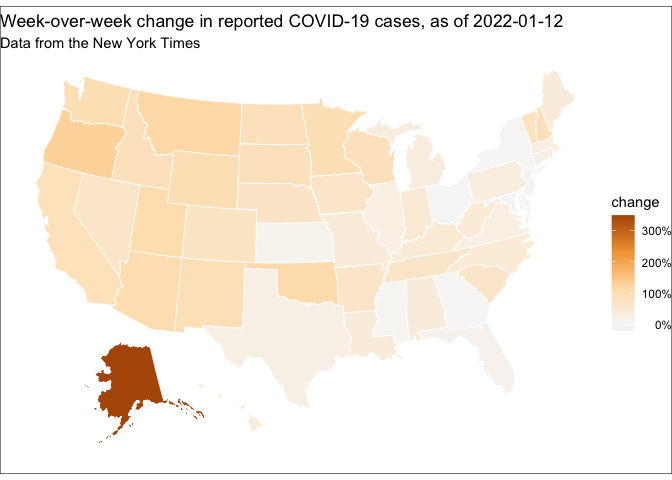 Week-over-week change in reported COVID-19 cases, as of 2022-01-12
Data from the New York Times
change
300%
200%
100%
0%